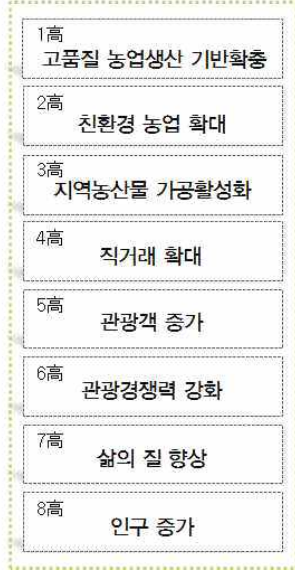 1高
고품질 농업생산 기반확충
2高
친환경 농업 확대
3高
지역농산물 가공활성화
4高
직거래 확대
5高
관광객 증가
6高
관광경쟁력 강화
7高
삶의 질 향상
8高
인구 증가